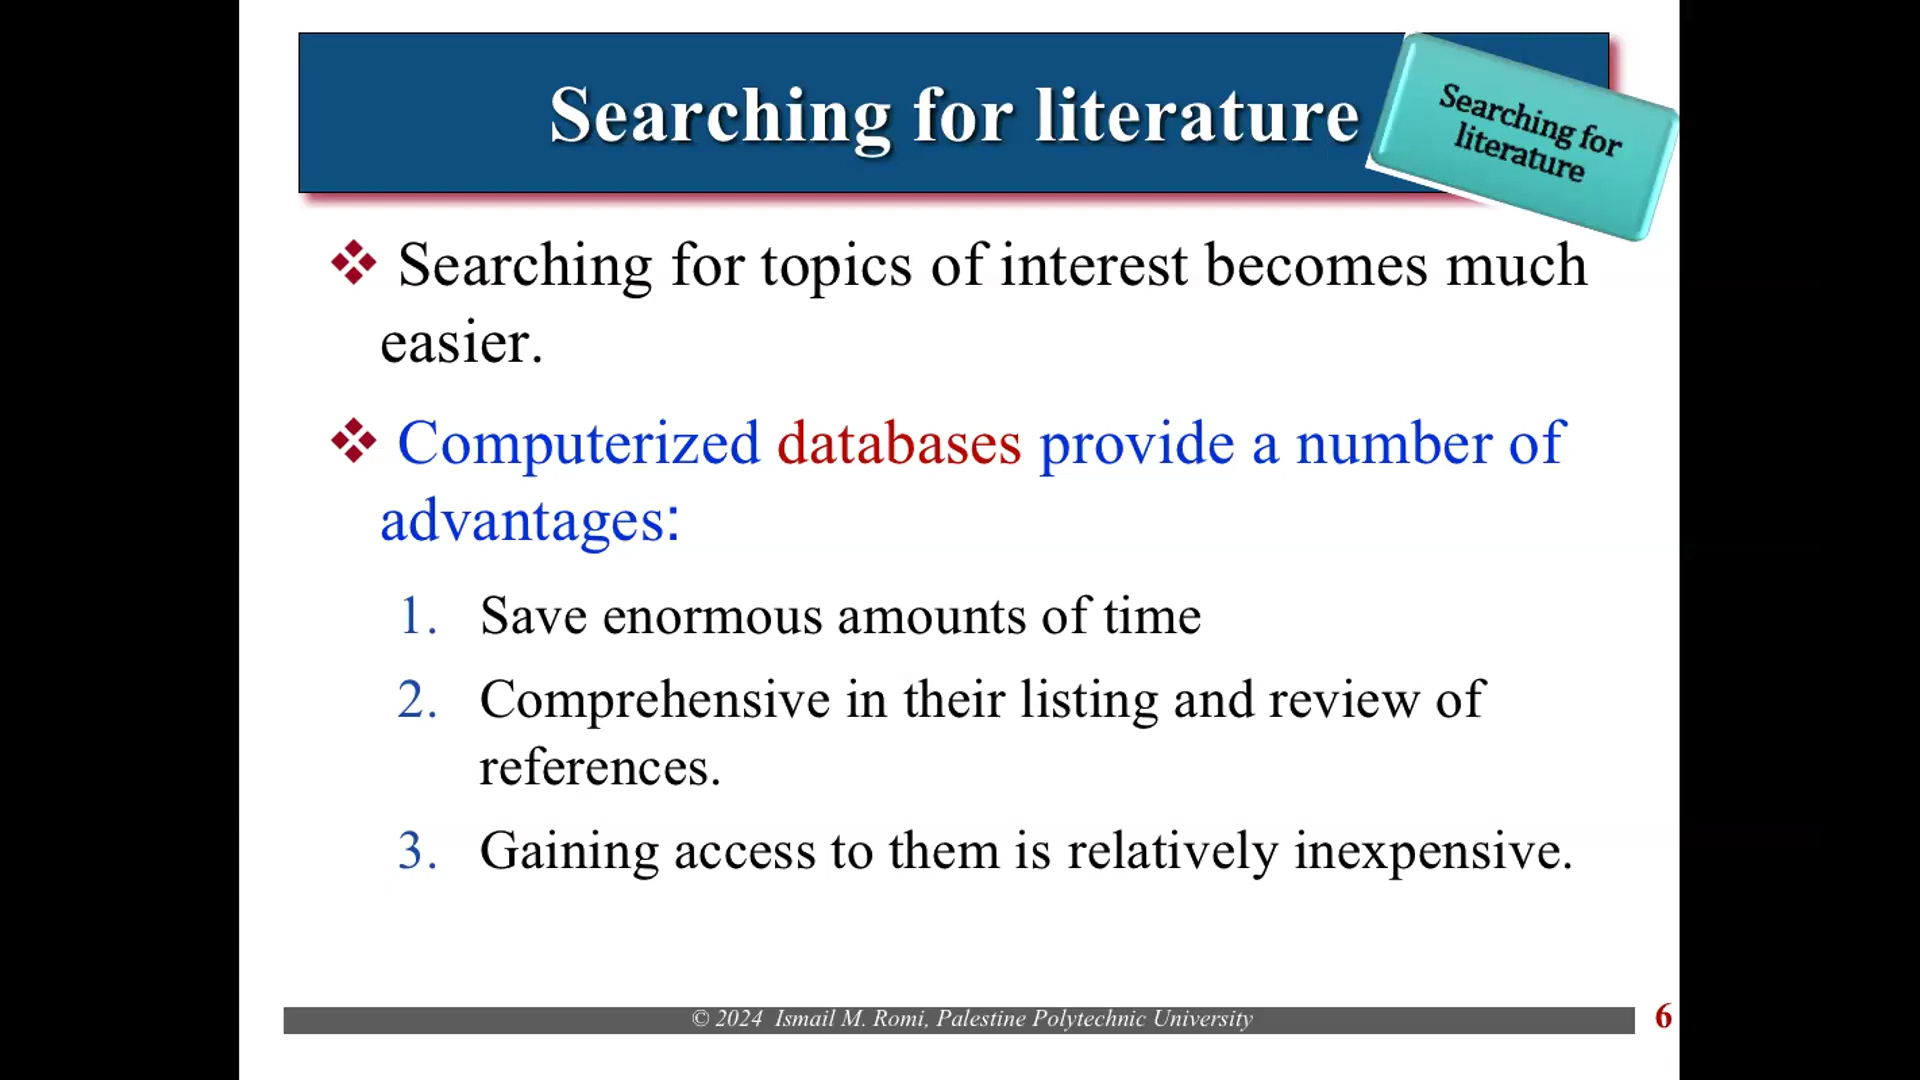 Searching for literature
Searching for
literature
❖ Searching for topics of interest becomes much
easier.
❖ Computerized databases provide a number of
advantages:
1. Save enormous amounts of time
2. Comprehensive in their listing and review of
references.
3. Gaining access to them is relatively inexpensive.
© 2024 Ismail M. Romi, Palestine Polytechnic University
6